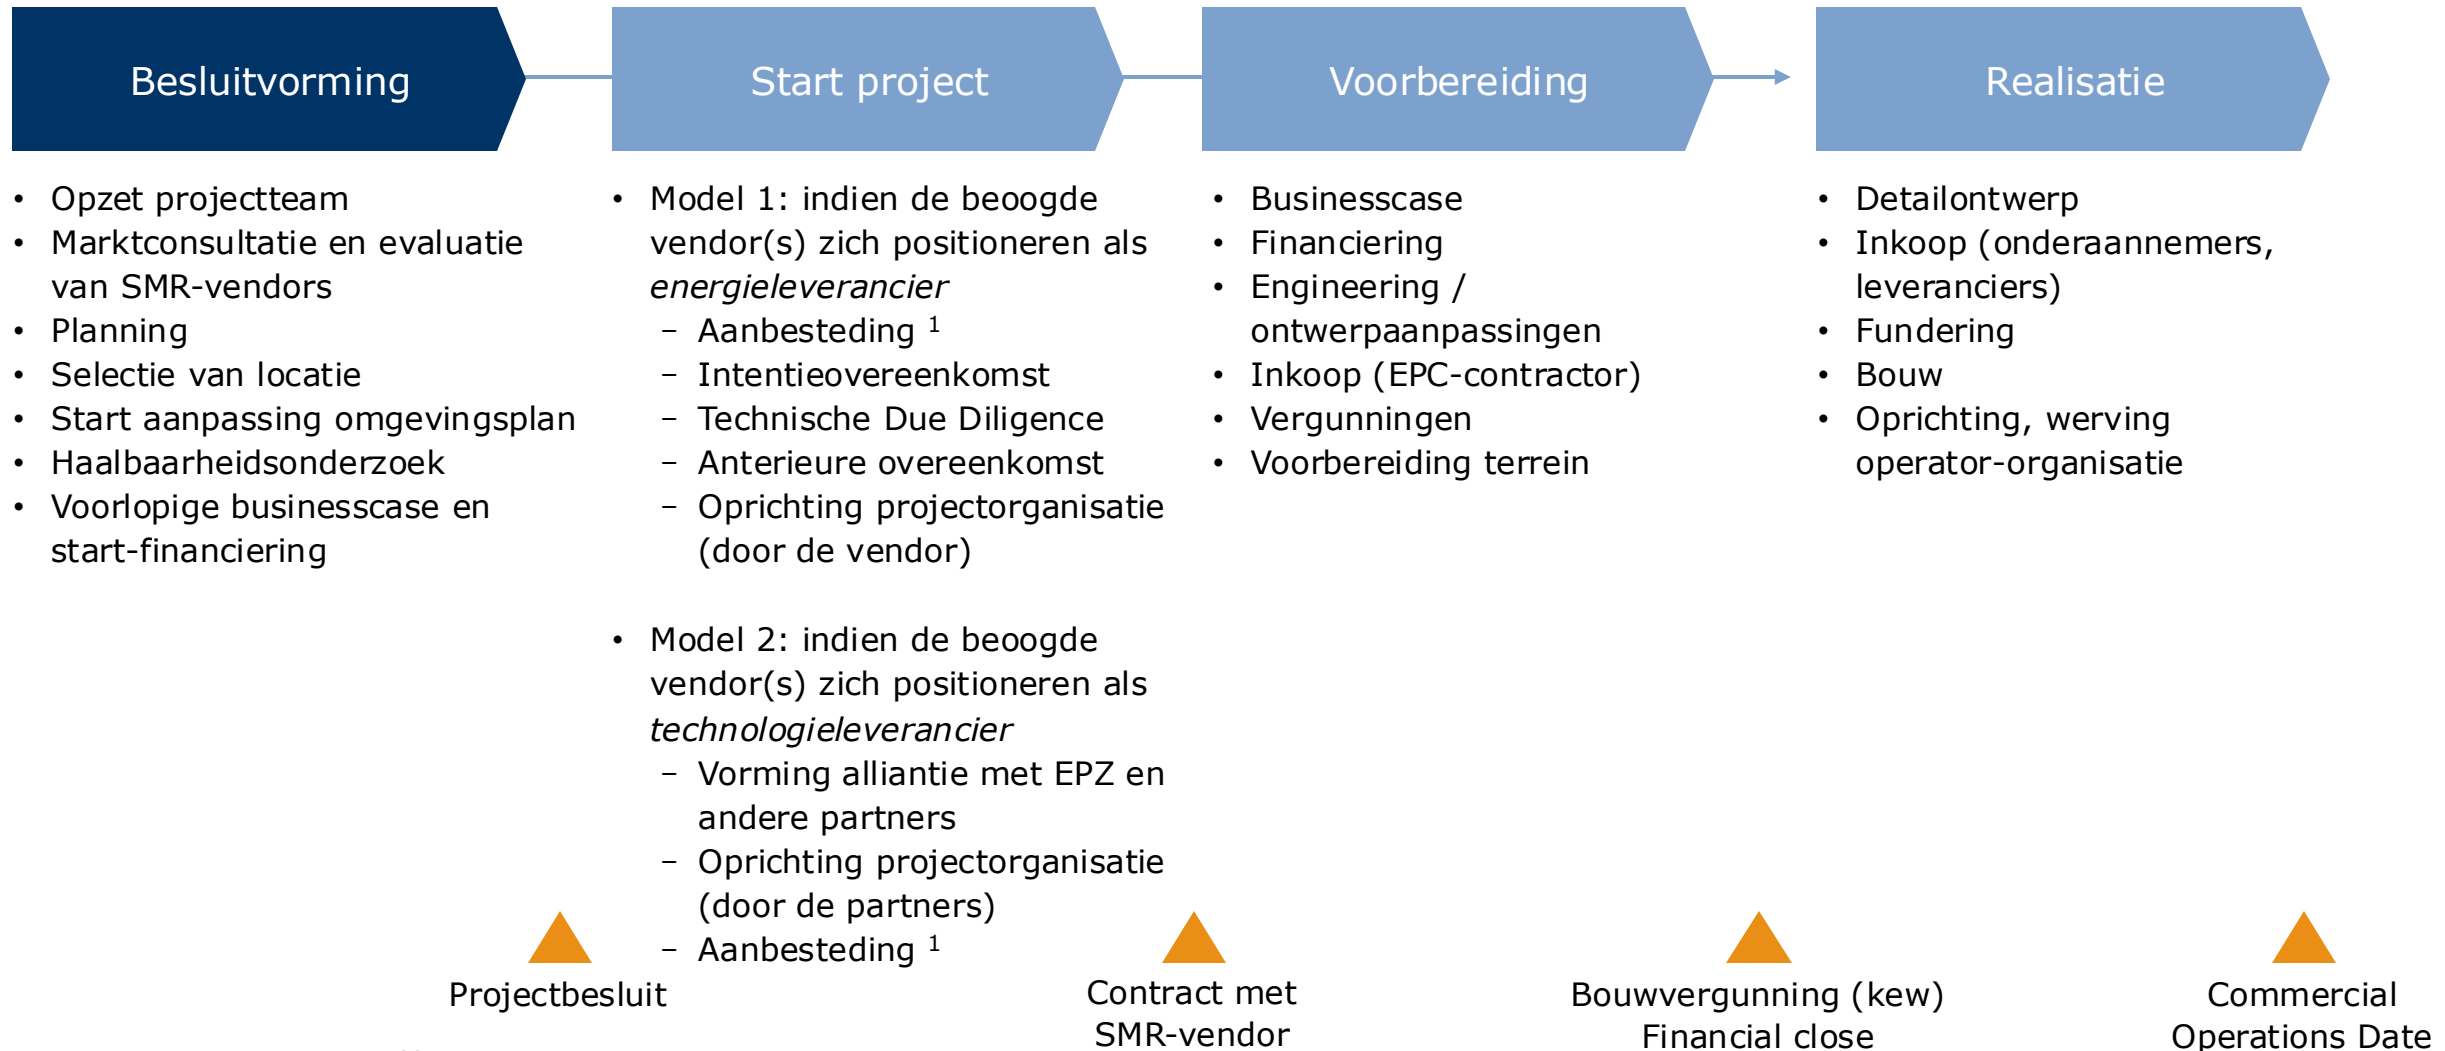 Besluitvorming
Start project
Voorbereiding
Realisatie
• Opzet projectteam
• Marktconsultatie en evaluatie
van SMR-vendors
• Planning
• Selectie van locatie
• Start aanpassing omgevingsplan
• Haalbaarheidsonderzoek
• Voorlopige businesscase en
start-financiering
• Model 1: indien de beoogde
vendor(s) zich positioneren als
energieleverancier
– Aanbesteding ¹
– Intentieovereenkomst
– Technische Due Diligence
– Anterieure overeenkomst
– Oprichting projectorganisatie
(door de vendor)
• Model 2: indien de beoogde
vendor(s) zich positioneren als
technologieleverancier
– Vorming alliantie met EPZ en
andere partners
– Oprichting projectorganisatie
(door de partners)
– Aanbesteding ¹
• Businesscase
• Financiering
• Engineering /
ontwerpaanpassingen
• Inkoop (EPC-contractor)
• Vergunningen
• Voorbereiding terrein
• Detailontwerp
• Inkoop (onderaannemers,
leveranciers)
• Fundering
• Bouw
• Oprichting, werving
operator-organisatie
Projectbesluit
Contract met
SMR-vendor
Bouwvergunning (kew)
Financial close
Commercial
Operations Date